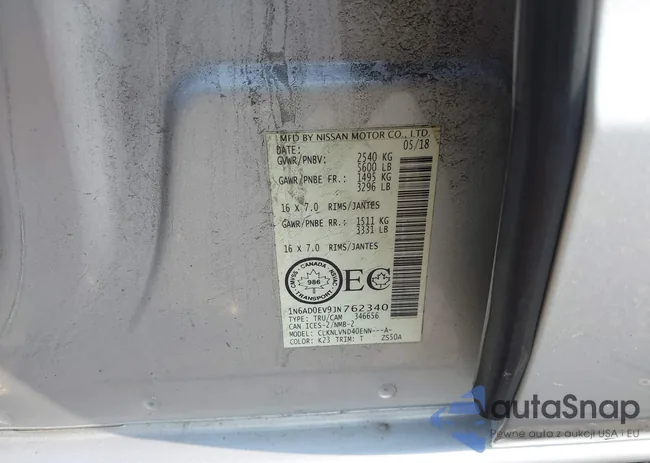 MFD BY NISSAN MOTOR CO., LTD.
DATE: 05/18
GVWR/PNBV: 2540 KG
5600 LB
GAWR/PNBE FR.: 1495 KG
3296 LB
16 X 7.0 RIMS/JANTES
GAWR/PNBE RR.: 1511 KG
3331 LB
16 X 7.0 RIMS/JANTES
CANADA
986
TRANSPORT
EC
1N6AD0EV9JN762340
TYPE: TRU/CAM 346656
CAN ICES-2/NMB-2
MODEL: CLKNLVND40ENN---A-
COLOR: K23 TRIM: T ZS50A
autaSnap
Pewne auta z aukcji USA i EU